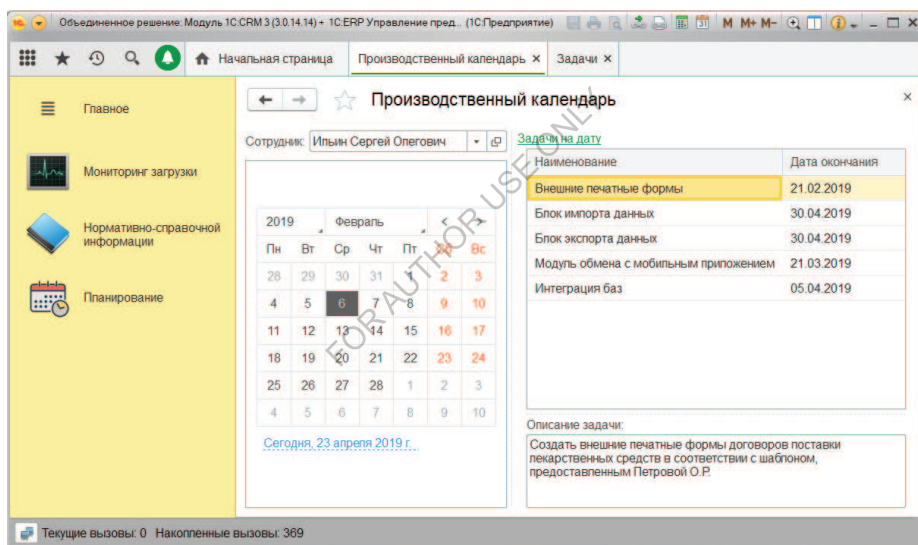 Объединенное решение: Модуль 1С:CRM 3 (3.0.14.14) + 1С:ERP Управление пред... (1С:Предприятие)
M M+ M-
Начальная страница
Производственный календарь ×
Задачи ×
Главное
Мониторинг загрузки
Нормативно-справочной
информации
Планирование
Производственный календарь
Сотрудник: Ильин Сергей Олегович
2019 Февраль < >
Пн Вт Ср Чт Пт Сб Вс
28 29 30 31 1 2 3
4 5 6 7 8 9 10
11 12 13 14 15 16 17
18 19 20 21 22 23 24
25 26 27 28 1 2 3
4 5 6 7 8 9 10
Сегодня, 23 апреля 2019 г.
Задачи на дату
Наименование Дата окончания
Внешние печатные формы 21.02.2019
Блок импорта данных 30.04.2019
Блок экспорта данных 30.04.2019
Модуль обмена с мобильным приложением 21.03.2019
Интеграция баз 05.04.2019
Описание задачи:
Создать внешние печатные формы договоров поставки
лекарственных средств в соответствии с шаблоном,
предоставленным Петровой О.Р.
Текущие вызовы: 0 Накопленные вызовы: 369
FOR AUTHOR USE ONLY